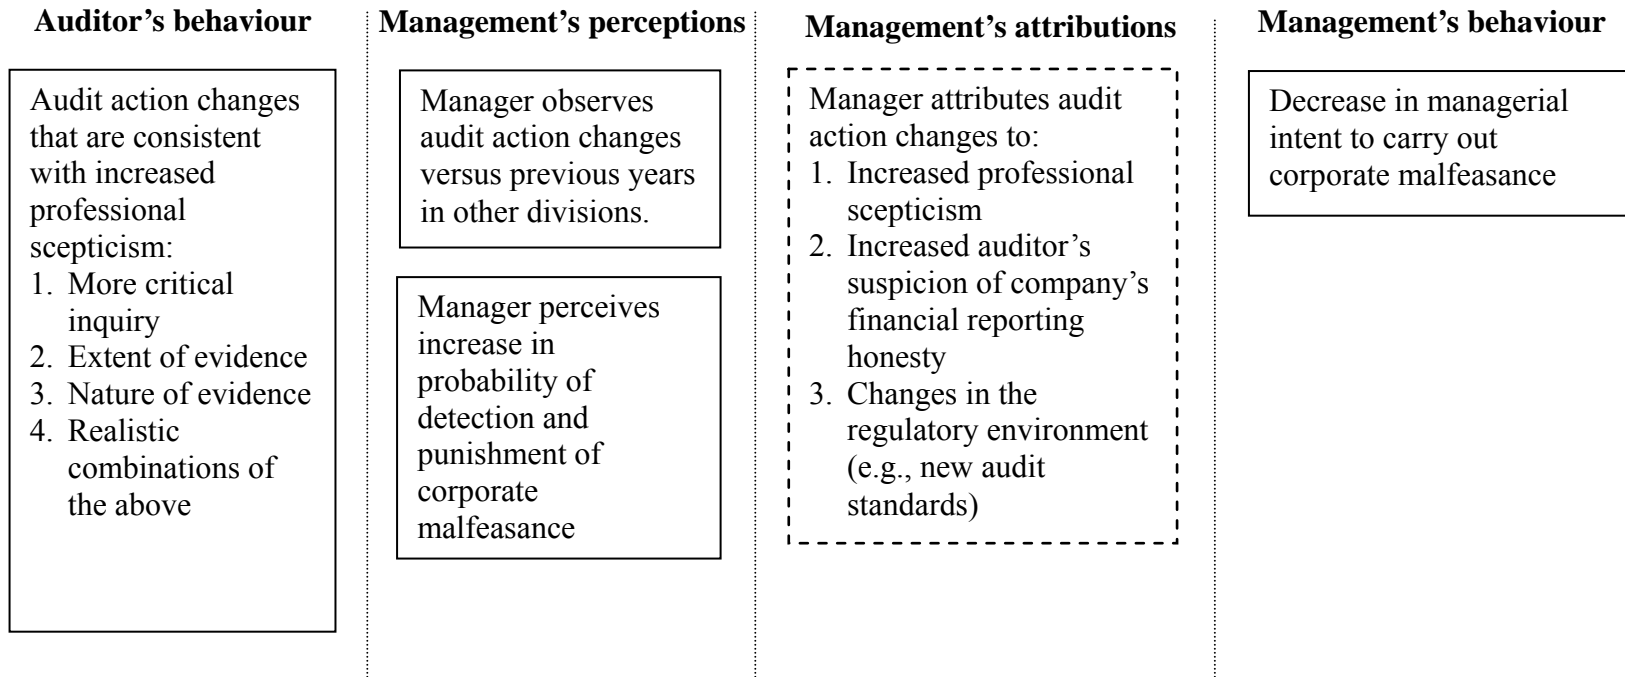 Auditor's behaviour
Audit action changes
that are consistent
with increased
professional
scepticism:
1. More critical
inquiry
2. Extent of evidence
3. Nature of evidence
4. Realistic
combinations of
the above
Management's perceptions
Manager observes
audit action changes
versus previous years
in other divisions.
Manager perceives
increase in
probability of
detection and
punishment of
corporate
malfeasance
Management's attributions
Manager attributes audit
action changes to:
1. Increased professional
scepticism
2. Increased auditor's
suspicion of company's
financial reporting
honesty
3. Changes in the
regulatory environment
(e.g., new audit
standards)
Management's behaviour
Decrease in managerial
intent to carry out
corporate malfeasance